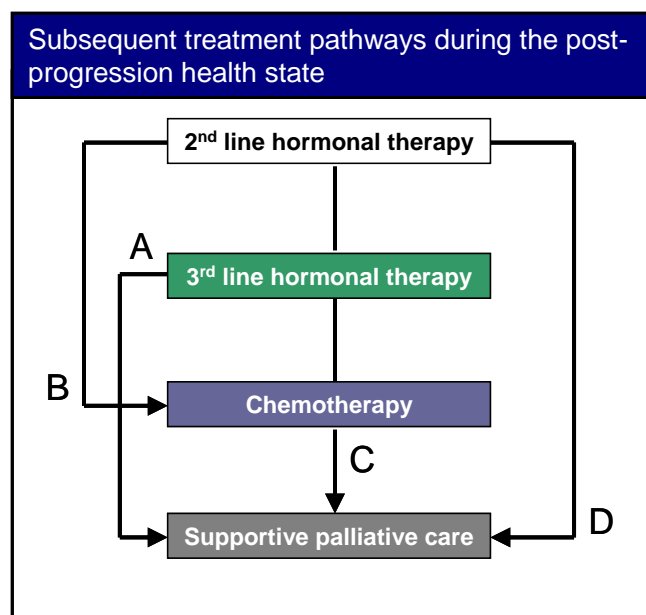 Subsequent treatment pathways during the post-
progression health state
2nd line hormonal therapy
A
3rd line hormonal therapy
B
Chemotherapy
C
Supportive palliative care
D